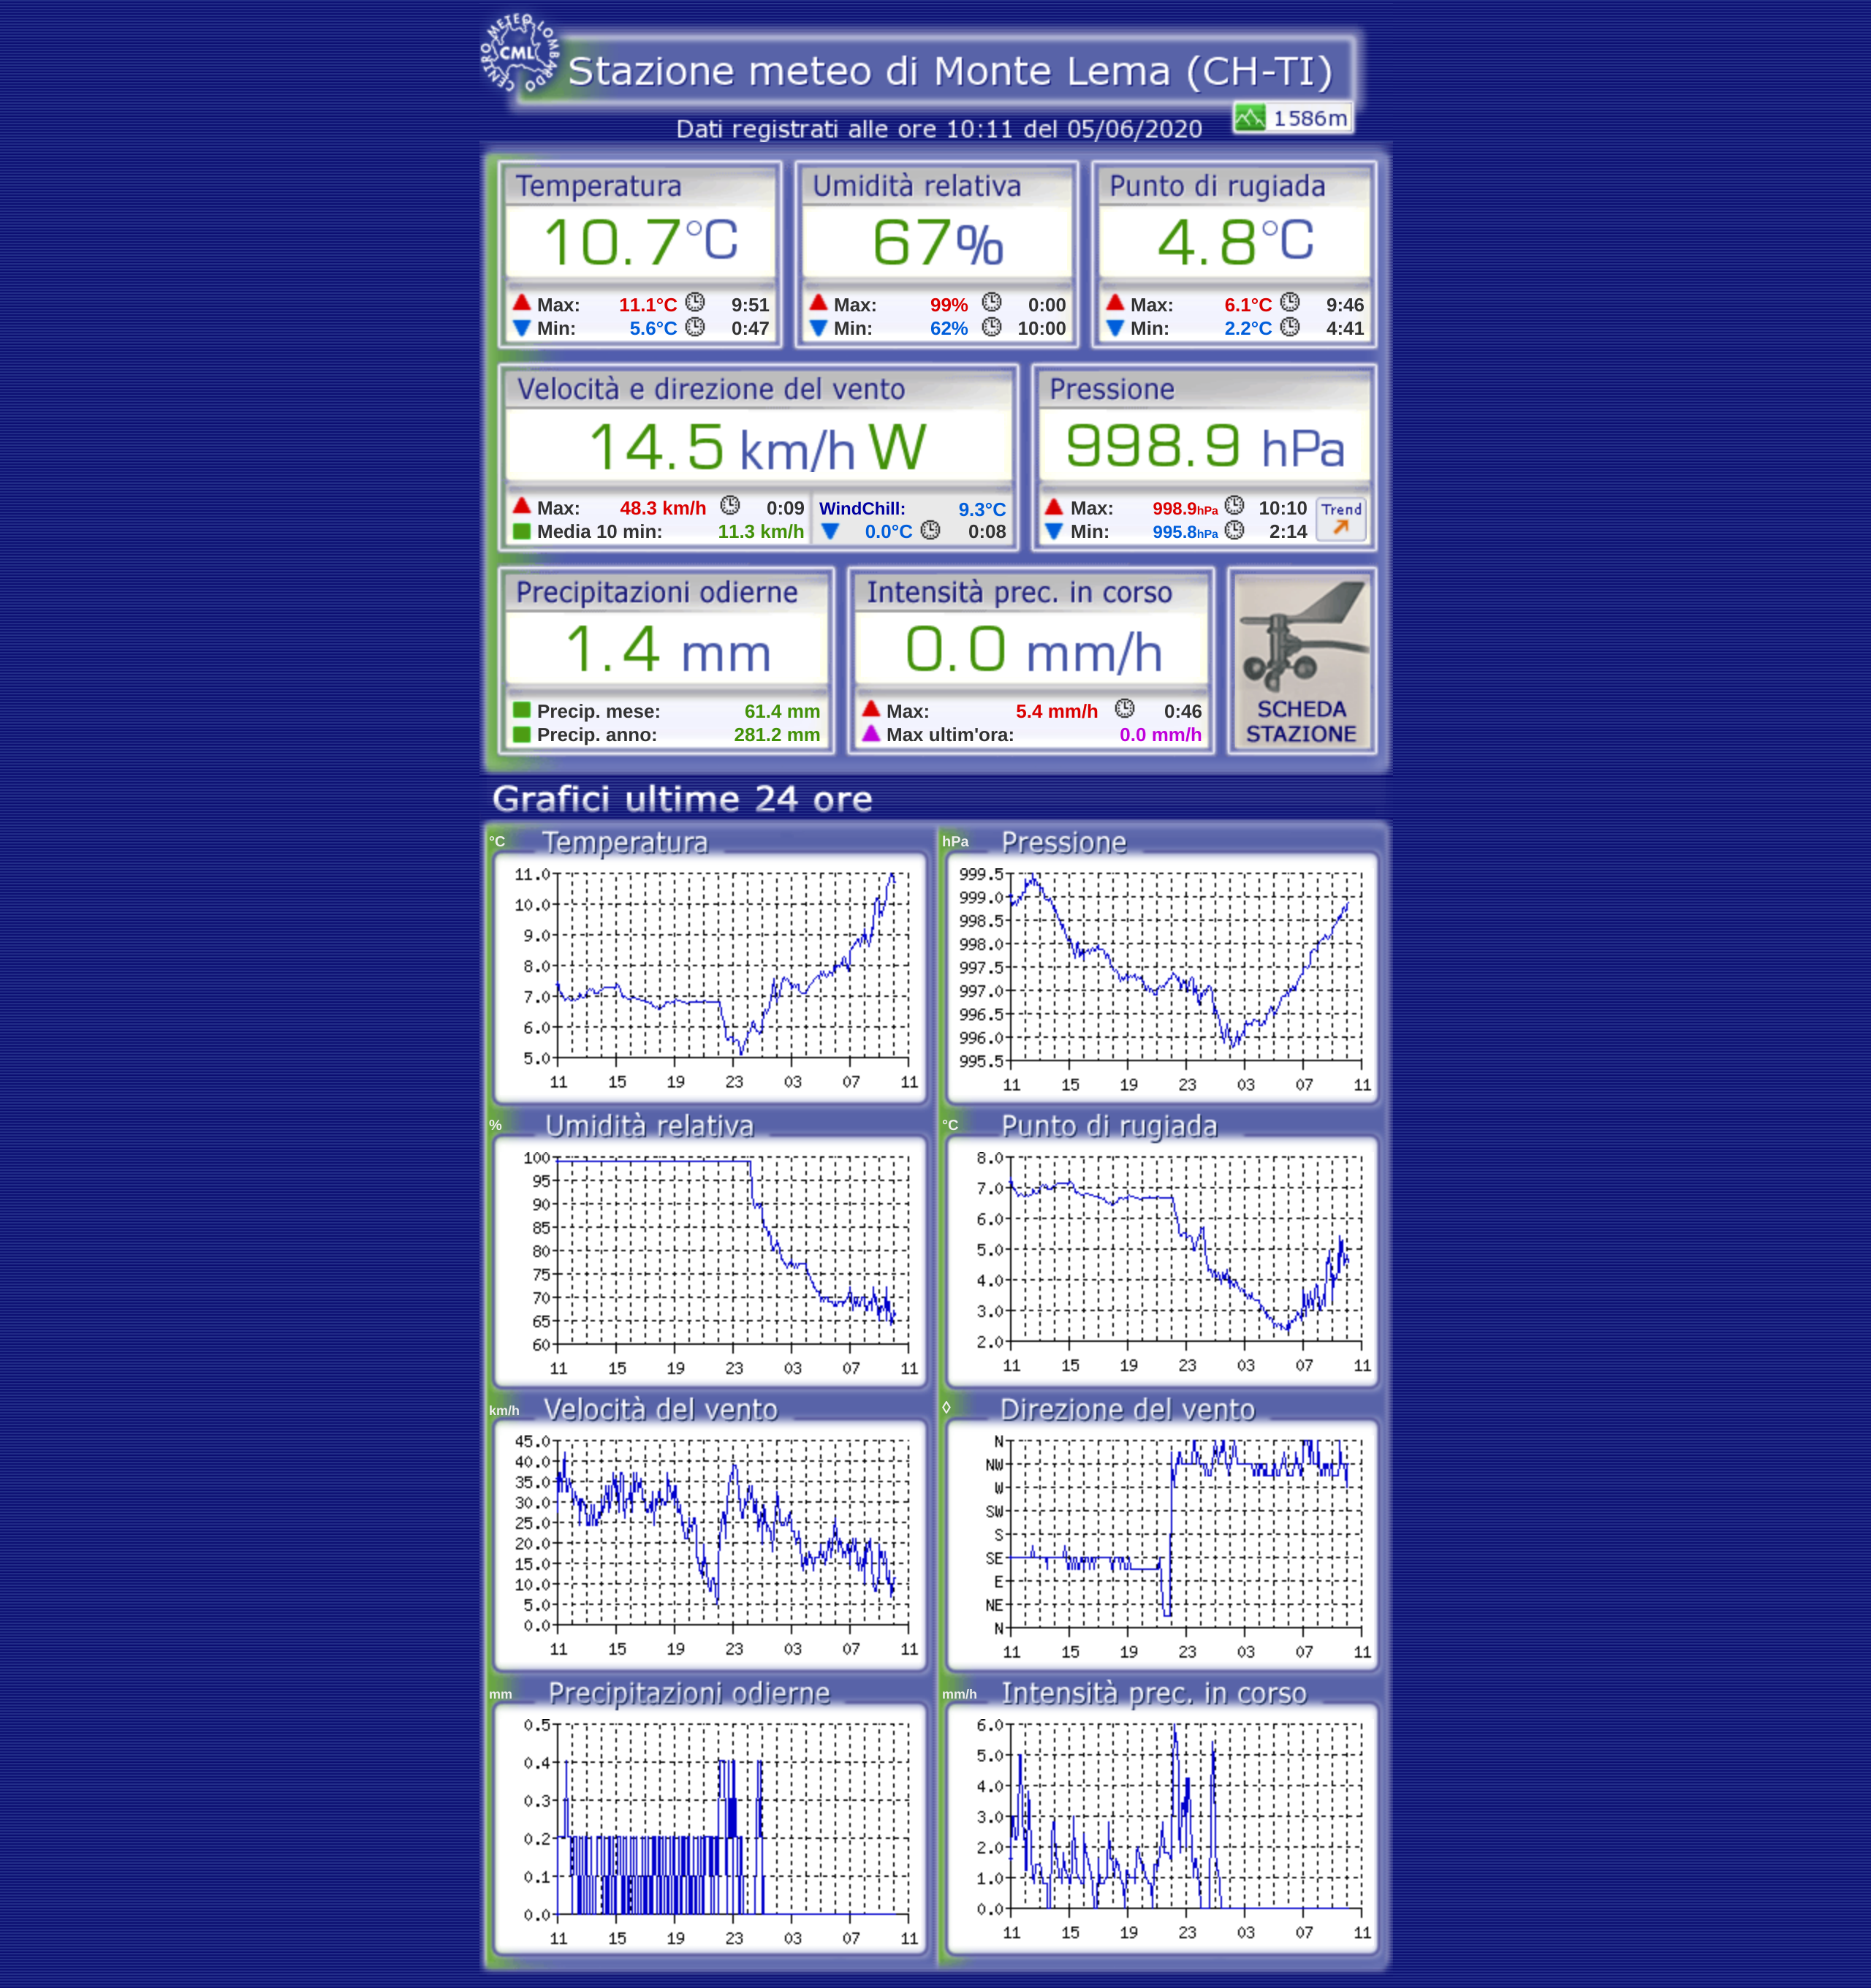 CENTRO METEO LOMBARDO
CML
Stazione meteo di Monte Lema (CH-TI)
1586m
Dati registrati alle ore 10:11 del 05/06/2020
Temperatura
10.7°C
Max: 11.1°C 9:51
Min: 5.6°C 0:47
Umidità relativa
67%
Max: 99% 0:00
Min: 62% 10:00
Punto di rugiada
4.8°C
Max: 6.1°C 9:46
Min: 2.2°C 4:41
Velocità e direzione del vento
14.5 km/h W
Max: 48.3 km/h 0:09
Media 10 min: 11.3 km/h
WindChill: 9.3°C
0.0°C 0:08
Pressione
998.9 hPa
Max: 998.9hPa 10:10
Min: 995.8hPa 2:14
Trend
Precipitazioni odierne
1.4 mm
Precip. mese: 61.4 mm
Precip. anno: 281.2 mm
Intensità prec. in corso
0.0 mm/h
Max: 5.4 mm/h 0:46
Max ultim'ora: 0.0 mm/h
SCHEDA
STAZIONE
Grafici ultime 24 ore
°C Temperatura
11.0
10.0
9.0
8.0
7.0
6.0
5.0
11 15 19 23 03 07 11
hPa Pressione
999.5
999.0
998.5
998.0
997.5
997.0
996.5
996.0
995.5
11 15 19 23 03 07 11
% Umidità relativa
100
95
90
85
80
75
70
65
60
11 15 19 23 03 07 11
°C Punto di rugiada
8.0
7.0
6.0
5.0
4.0
3.0
2.0
11 15 19 23 03 07 11
km/h Velocità del vento
45.0
40.0
35.0
30.0
25.0
20.0
15.0
10.0
5.0
0.0
11 15 19 23 03 07 11
◊ Direzione del vento
N
NW
W
SW
S
SE
E
NE
N
11 15 19 23 03 07 11
mm Precipitazioni odierne
0.5
0.4
0.3
0.2
0.1
0.0
11 15 19 23 03 07 11
mm/h Intensità prec. in corso
6.0
5.0
4.0
3.0
2.0
1.0
0.0
11 15 19 23 03 07 11